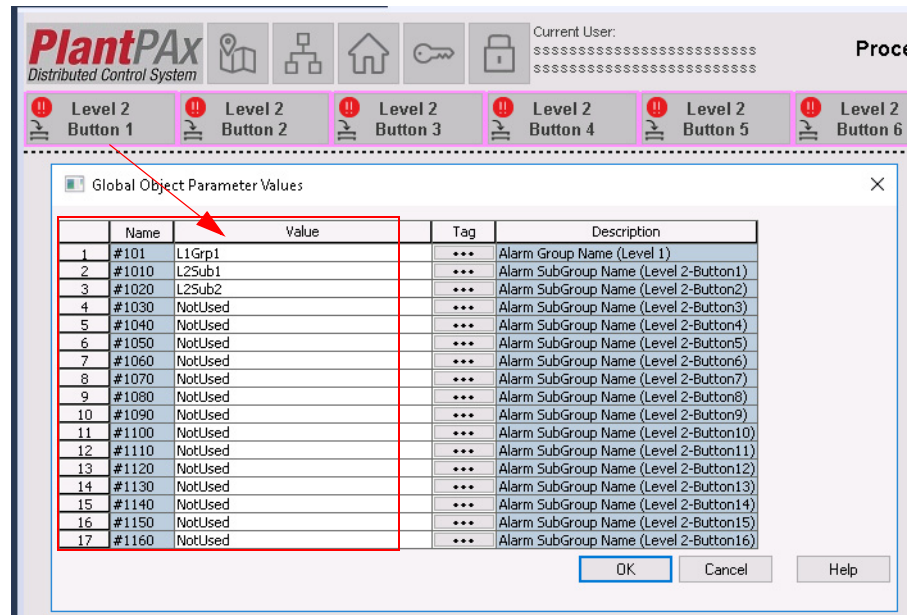 PlantPAx
Distributed Control System
Current User:
sssssssssssssssssssssssssss
sssssssssssssssssssssssssss
Proce
Level 2 Button 1
Level 2 Button 2
Level 2 Button 3
Level 2 Button 4
Level 2 Button 5
Level 2 Button 6
Global Object Parameter Values
Name Value Tag Description
1 #101 L1Grp1 ••• Alarm Group Name (Level 1)
2 #1010 L2Sub1 ••• Alarm SubGroup Name (Level 2-Button1)
3 #1020 L2Sub2 ••• Alarm SubGroup Name (Level 2-Button2)
4 #1030 NotUsed ••• Alarm SubGroup Name (Level 2-Button3)
5 #1040 NotUsed ••• Alarm SubGroup Name (Level 2-Button4)
6 #1050 NotUsed ••• Alarm SubGroup Name (Level 2-Button5)
7 #1060 NotUsed ••• Alarm SubGroup Name (Level 2-Button6)
8 #1070 NotUsed ••• Alarm SubGroup Name (Level 2-Button7)
9 #1080 NotUsed ••• Alarm SubGroup Name (Level 2-Button8)
10 #1090 NotUsed ••• Alarm SubGroup Name (Level 2-Button9)
11 #1100 NotUsed ••• Alarm SubGroup Name (Level 2-Button10)
12 #1110 NotUsed ••• Alarm SubGroup Name (Level 2-Button11)
13 #1120 NotUsed ••• Alarm SubGroup Name (Level 2-Button12)
14 #1130 NotUsed ••• Alarm SubGroup Name (Level 2-Button13)
15 #1140 NotUsed ••• Alarm SubGroup Name (Level 2-Button14)
16 #1150 NotUsed ••• Alarm SubGroup Name (Level 2-Button15)
17 #1160 NotUsed ••• Alarm SubGroup Name (Level 2-Button16)
OK Cancel Help